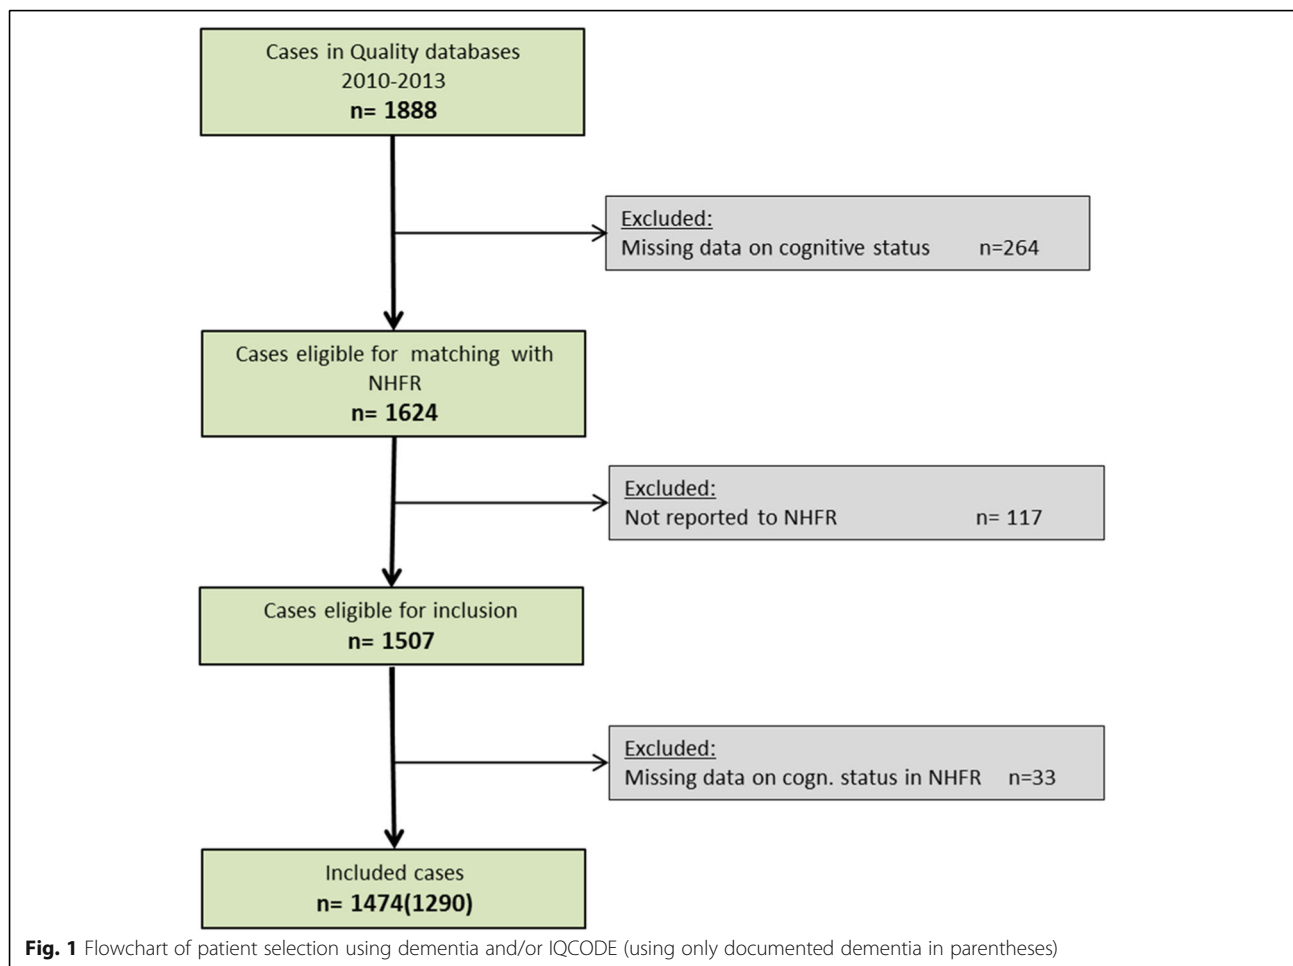 Cases in Quality databases
2010-2013
n= 1888
Excluded:
Missing data on cognitive status n=264
Cases eligible for matching with
NHFR
n= 1624
Excluded:
Not reported to NHFR n= 117
Cases eligible for inclusion
n= 1507
Excluded:
Missing data on cogn. status in NHFR n=33
Included cases
n= 1474(1290)
Fig. 1 Flowchart of patient selection using dementia and/or IQCODE (using only documented dementia in parentheses)